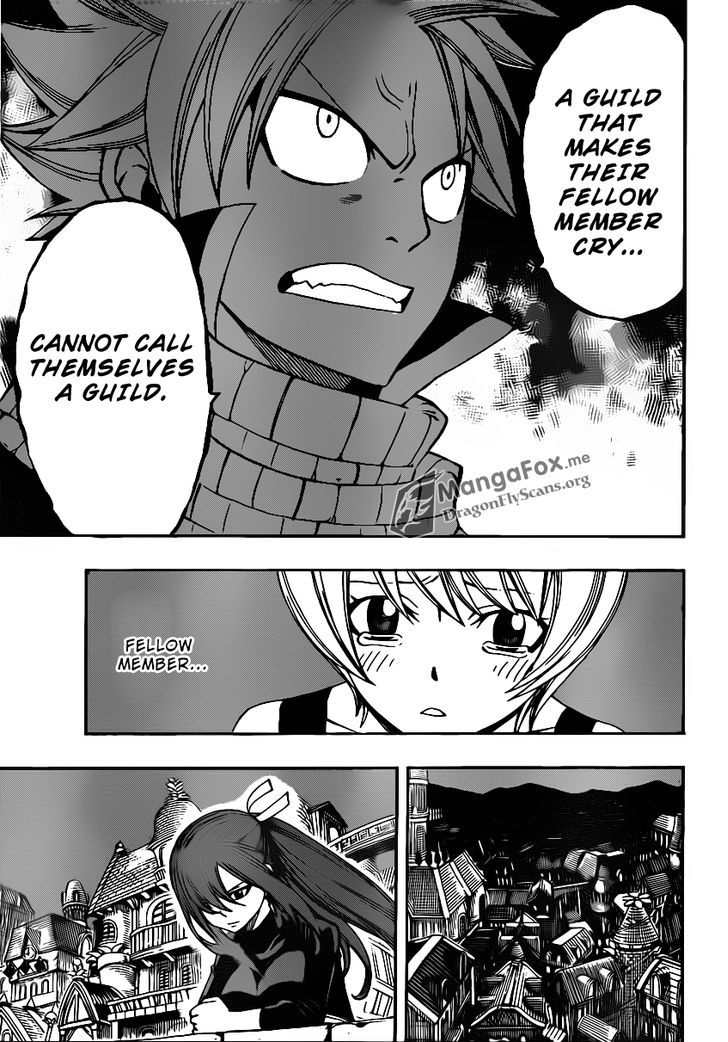 A GUILD
THAT
MAKES
THEIR
FELLOW
MEMBER
CRY...
CANNOT CALL
THEMSELVES
A GUILD.
MangaFox.me
DragonFlyScans.org
FELLOW
MEMBER...